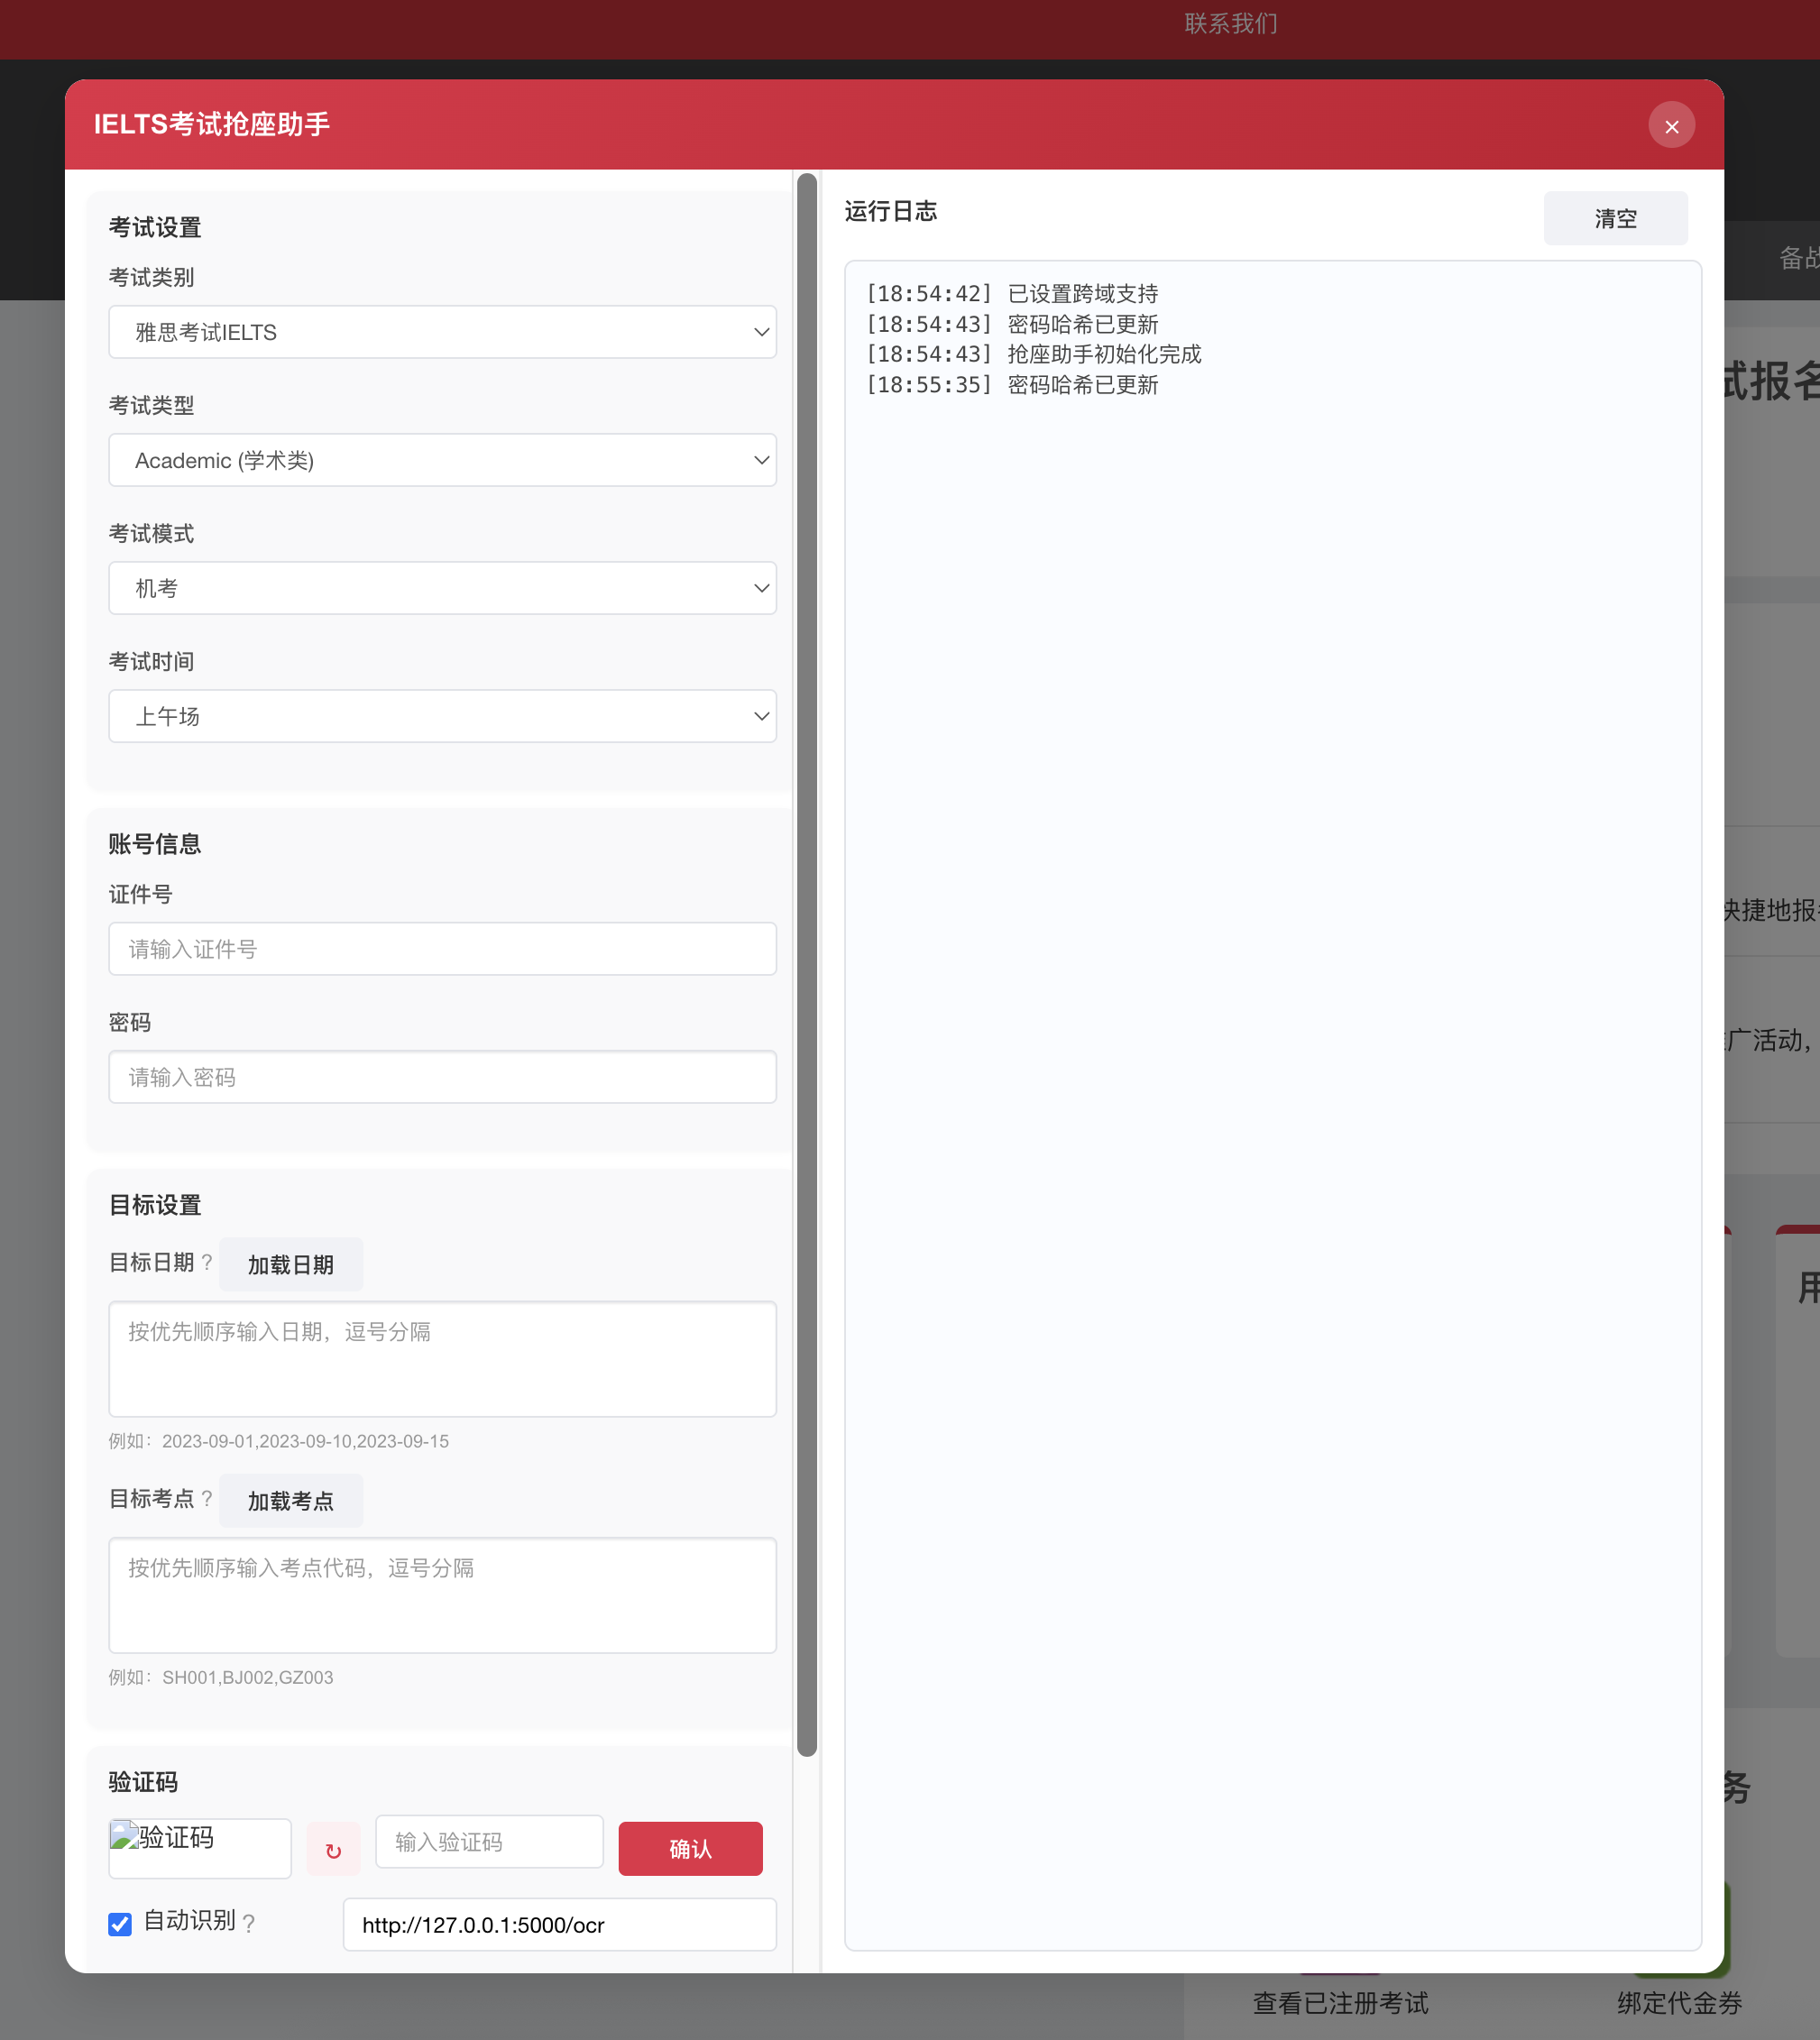 联系我们
IELTS考试抢座助手
×
备战
考试设置
考试类别
雅思考试IELTS
考试类型
Academic (学术类)
考试模式
机考
考试时间
上午场
账号信息
证件号
请输入证件号
密码
请输入密码
目标设置
目标日期 ? 加载日期
按优先顺序输入日期，逗号分隔
例如：2023-09-01,2023-09-10,2023-09-15
目标考点 ? 加载考点
按优先顺序输入考点代码，逗号分隔
例如：SH001,BJ002,GZ003
验证码
验证码 ↻ 输入验证码 确认
自动识别 ? http://127.0.0.1:5000/ocr
运行日志 清空
[18:54:42] 已设置跨域支持
[18:54:43] 密码哈希已更新
[18:54:43] 抢座助手初始化完成
[18:55:35] 密码哈希已更新
试报名
快捷地报
广活动，
用
务
查看已注册考试 绑定代金券